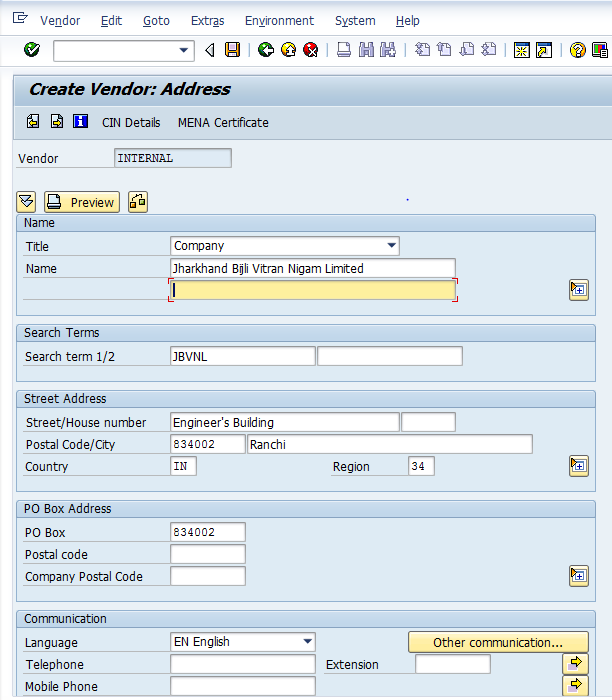 Vendor Edit Goto Extras Environment System Help
Create Vendor: Address
CIN Details MENA Certificate
Vendor INTERNAL
Preview
Name
Title Company
Name Jharkhand Bijli Vitran Nigam Limited
Search Terms
Search term 1/2 JBVNL
Street Address
Street/House number Engineer's Building
Postal Code/City 834002 Ranchi
Country IN Region 34
PO Box Address
PO Box 834002
Postal code
Company Postal Code
Communication
Language EN English Other communication...
Telephone Extension
Mobile Phone